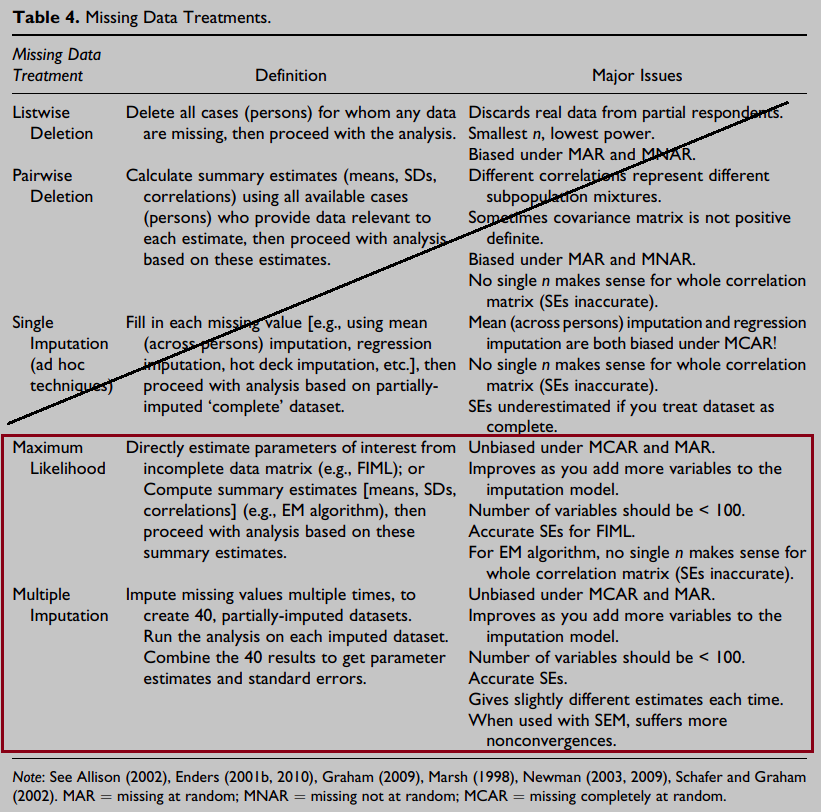 Table 4. Missing Data Treatments.
Missing Data
Treatment Definition Major Issues
Listwise Delete all cases (persons) for whom any data Discards real data from partial respondents.
Deletion are missing, then proceed with the analysis. Smallest n, lowest power.
Biased under MAR and MNAR.
Pairwise Calculate summary estimates (means, SDs, Different correlations represent different
Deletion correlations) using all available cases subpopulation mixtures.
(persons) who provide data relevant to Sometimes covariance matrix is not positive
each estimate, then proceed with analysis definite.
based on these estimates. Biased under MAR and MNAR.
No single n makes sense for whole correlation
matrix (SEs inaccurate).
Single Fill in each missing value [e.g., using mean Mean (across persons) imputation and regression
Imputation (across persons) imputation, regression imputation are both biased under MCAR!
(ad hoc imputation, hot deck imputation, etc.], then No single n makes sense for whole correlation
techniques) proceed with analysis based on partially- matrix (SEs inaccurate).
imputed ‘complete’ dataset. SEs underestimated if you treat dataset as
complete.
Maximum Directly estimate parameters of interest from Unbiased under MCAR and MAR.
Likelihood incomplete data matrix (e.g., FIML); or Improves as you add more variables to the
Compute summary estimates [means, SDs, imputation model.
correlations] (e.g., EM algorithm), then Number of variables should be < 100.
proceed with analysis based on these Accurate SEs for FIML.
summary estimates. For EM algorithm, no single n makes sense for
whole correlation matrix (SEs inaccurate).
Multiple Impute missing values multiple times, to Unbiased under MCAR and MAR.
Imputation create 40, partially-imputed datasets. Improves as you add more variables to the
Run the analysis on each imputed dataset. imputation model.
Combine the 40 results to get parameter Number of variables should be < 100.
estimates and standard errors. Accurate SEs.
Gives slightly different estimates each time.
When used with SEM, suffers more
nonconvergences.
Note: See Allison (2002), Enders (2001b, 2010), Graham (2009), Marsh (1998), Newman (2003, 2009), Schafer and Graham
(2002). MAR = missing at random; MNAR = missing not at random; MCAR = missing completely at random.